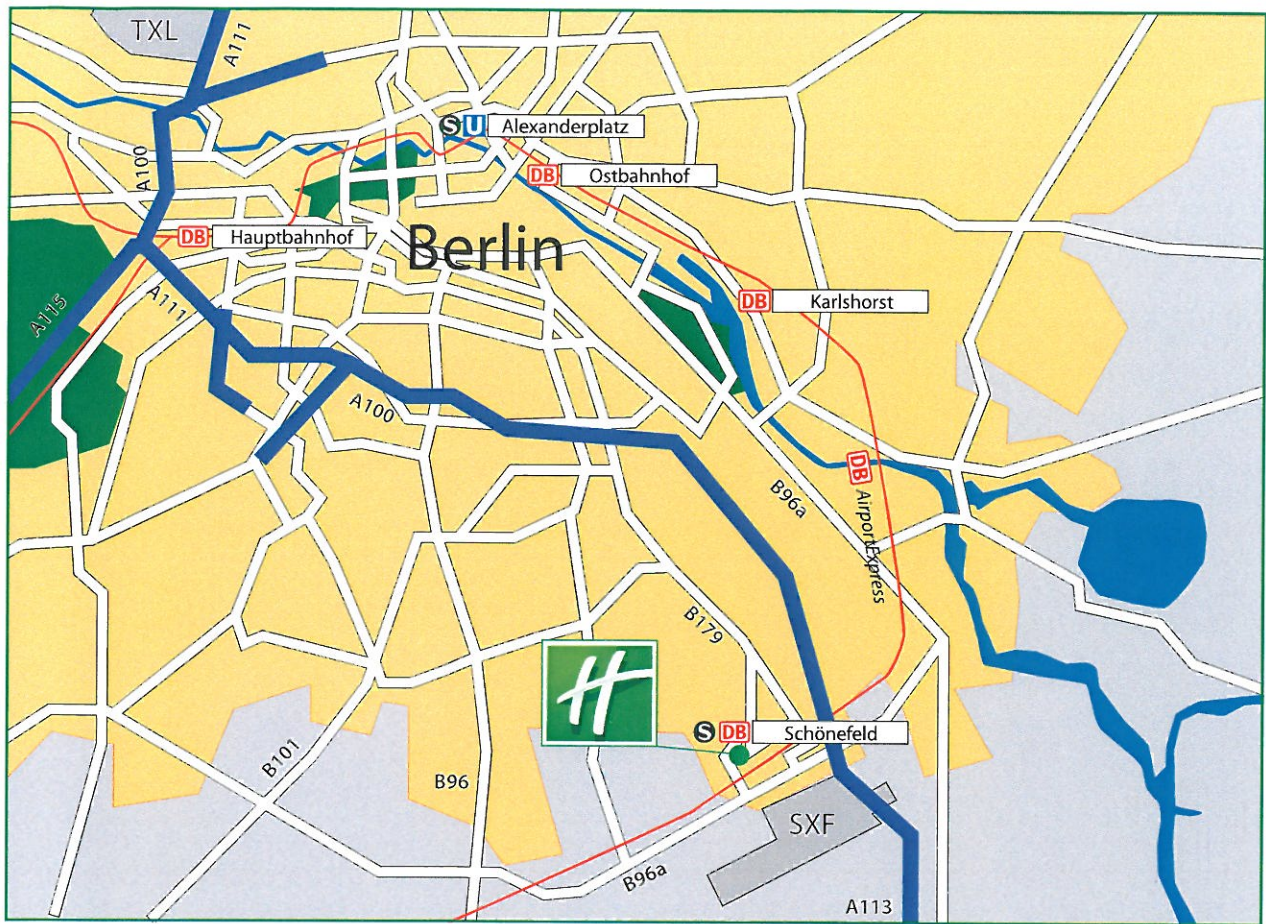 TXL
A111
S U Alexanderplatz
A100
DB Ostbahnhof
DB Hauptbahnhof
Berlin
A115
A111
DB Karlshorst
A100
DB
AirportExpress
B96a
B179
H
S DB Schönefeld
B101
B96
SXF
B96a
A113